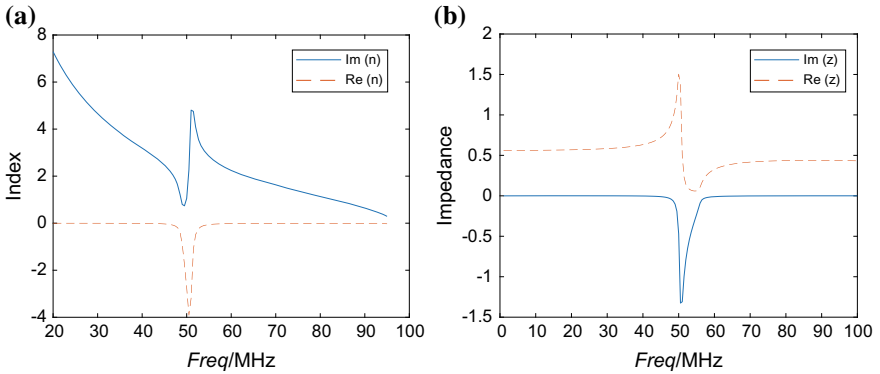 (a)
8
6
4
2
0
-2
-4
Index
20 30 40 50 60 70 80 90 100
Freq/MHz
Im (n)
Re (n)
(b)
2
1.5
1
0.5
0
-0.5
-1
-1.5
Impedance
0 10 20 30 40 50 60 70 80 90 100
Freq/MHz
Im (z)
Re (z)